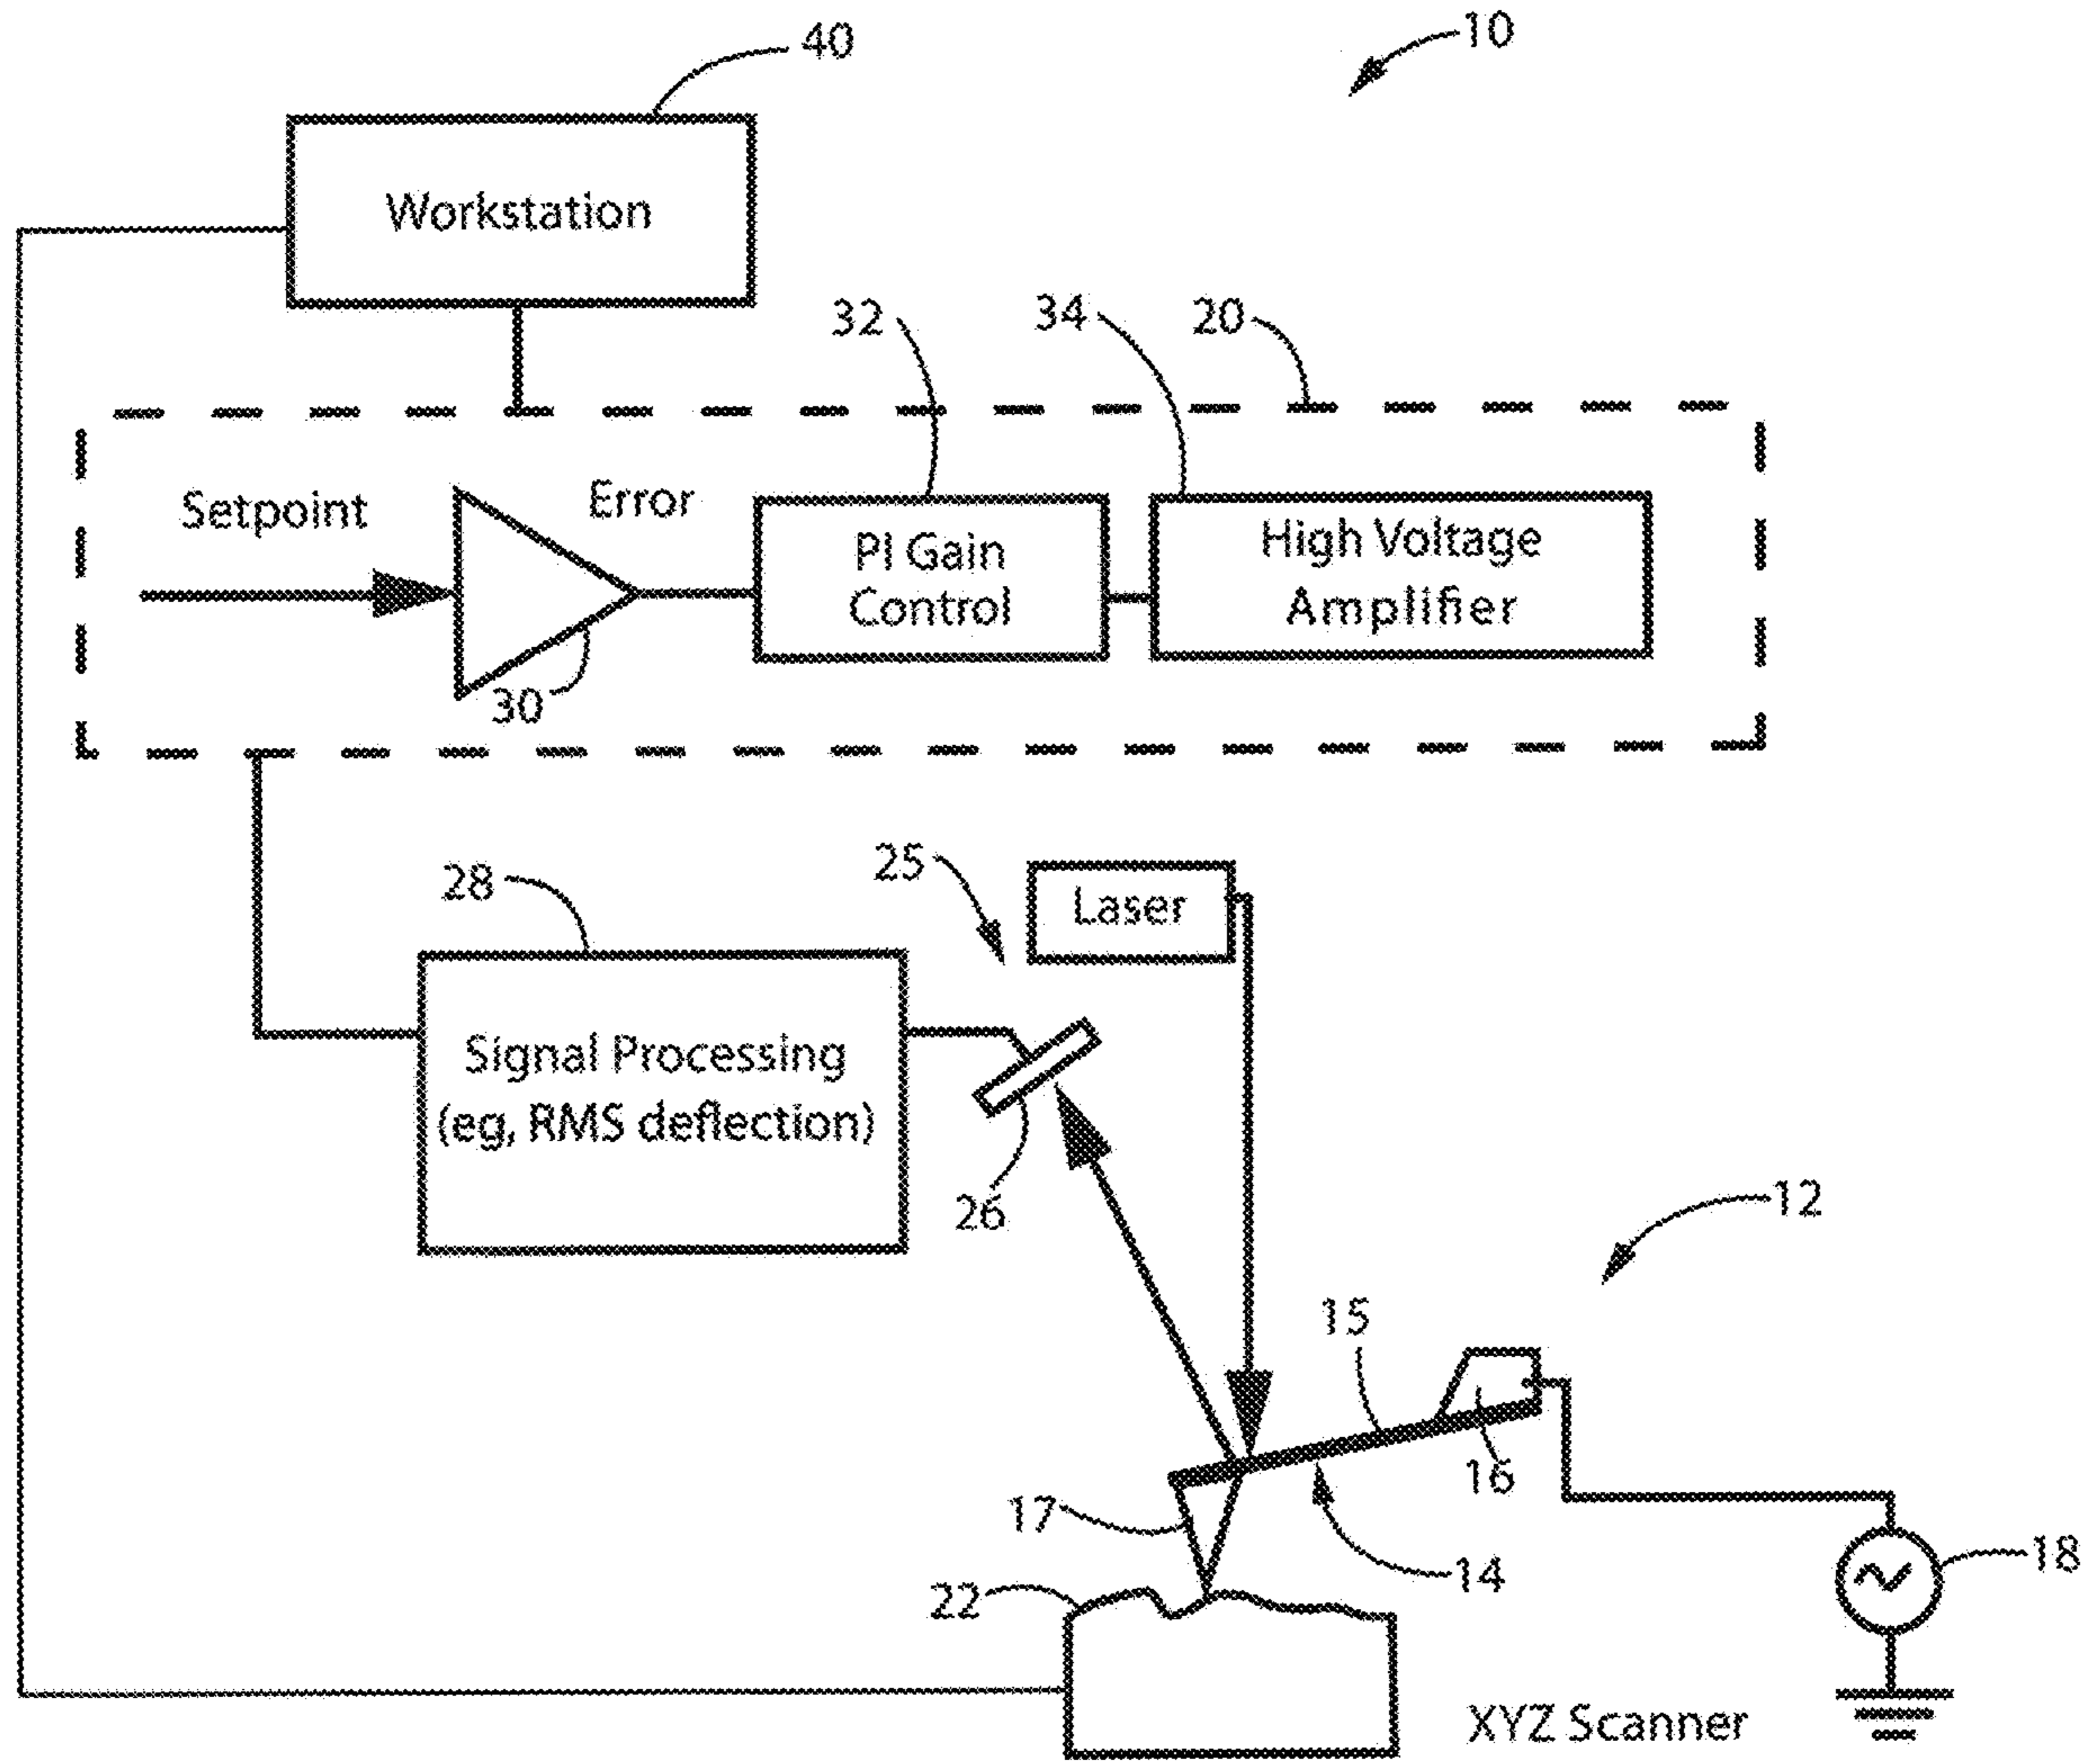 10
40
Workstation
32
34
20
Setpoint
Error
PI Gain
Control
High Voltage
Amplifier
30
25
Laser
28
Signal Processing
(eg, RMS deflection)
26
12
15
16
17
14
18
22
XYZ Scanner